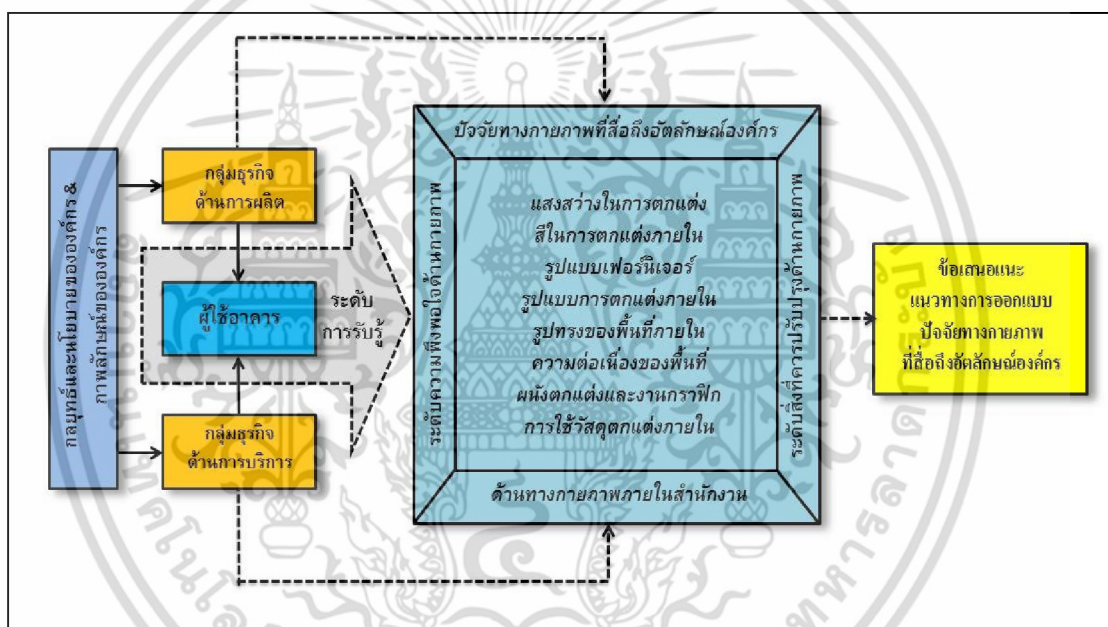 กลยุทธ์และนโยบายขององค์กร &
ภาพลักษณ์ขององค์กร
กลุ่มธุรกิจ
ด้านการผลิต
ผู้ใช้อาคาร
กลุ่มธุรกิจ
ด้านการบริการ
ระดับ
การรับรู้
ระดับความพึงพอใจด้านกายภาพ
ปัจจัยทางกายภาพที่สื่อถึงอัตลักษณ์องค์กร
แสงสว่างในการตกแต่ง
สีในการตกแต่งภายใน
รูปแบบเฟอร์นิเจอร์
รูปแบบการตกแต่งภายใน
รูปทรงของพื้นที่ภายใน
ความต่อเนื่องของพื้นที่
ผนังตกแต่งและงานกราฟิก
การใช้วัสดุตกแต่งภายใน
ด้านทางกายภาพภายในสำนักงาน
ระดับสิ่งที่ควรปรับปรุงด้านกายภาพ
ข้อเสนอแนะ
แนวทางการออกแบบ
ปัจจัยทางกายภาพ
ที่สื่อถึงอัตลักษณ์องค์กร